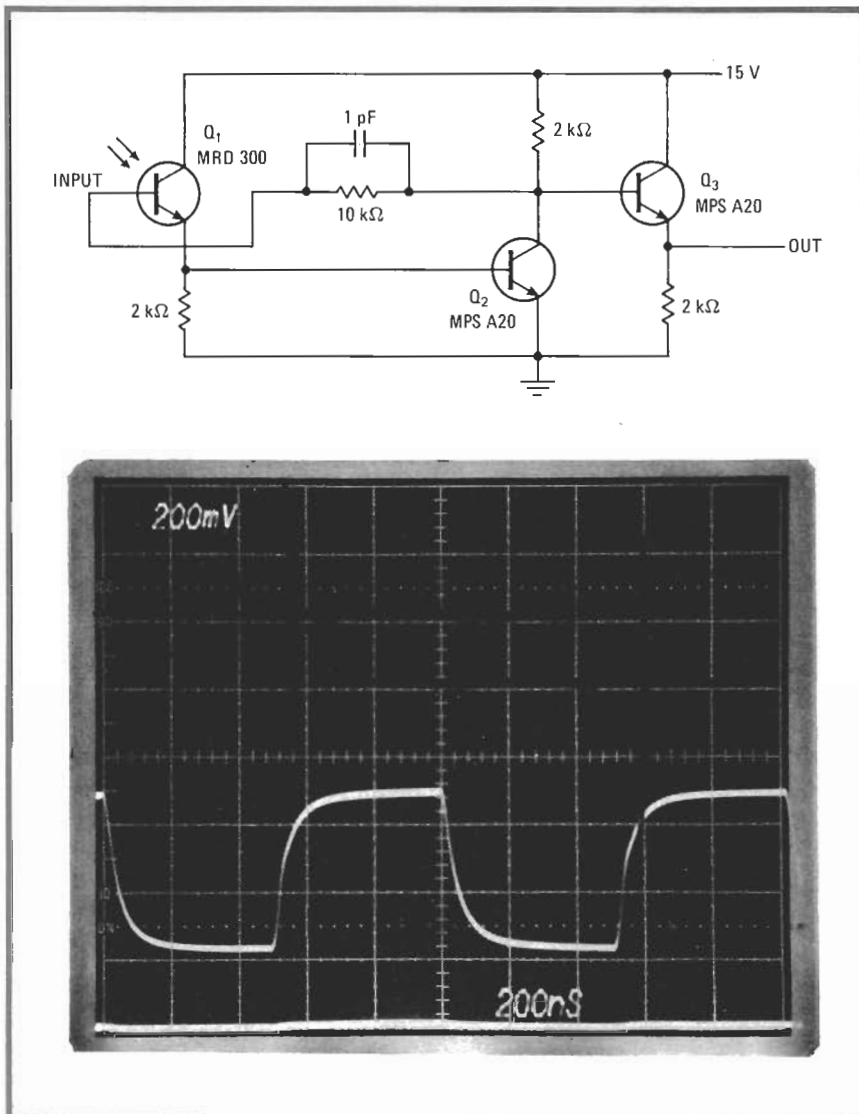 15 V
1 pF
2 kΩ
Q1
MRD 300
INPUT
10 kΩ
Q3
MPS A20
OUT
Q2
MPS A20
2 kΩ
2 kΩ
200mV
200nS